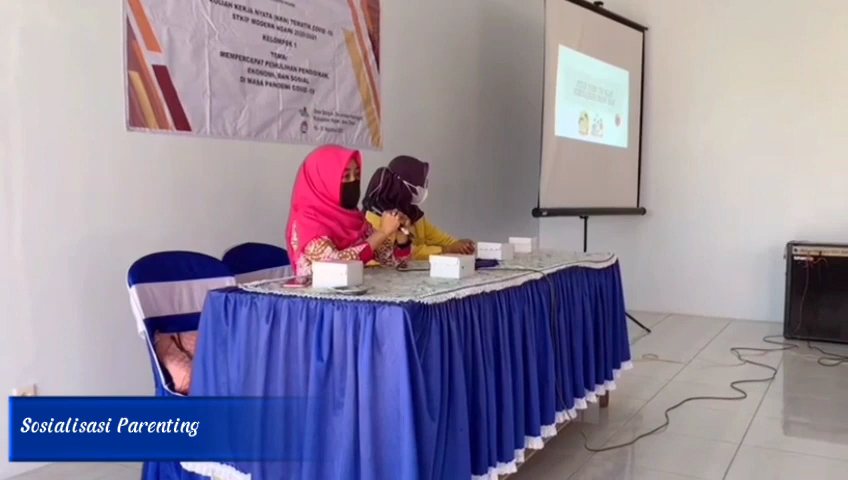 KULIAH KERJA NYATA (KKN) TEMATIK COVID -19
STKIP MODERN NGAWI 2020/2021
KELOMPOK 1
TEMA:
MEMPERCEPAT PEMULIHAN PENDIDIKAN,
EKONOMI, DAN SOSIAL
DI MASA PANDEMI COVID-19
Sosialisasi Parenting